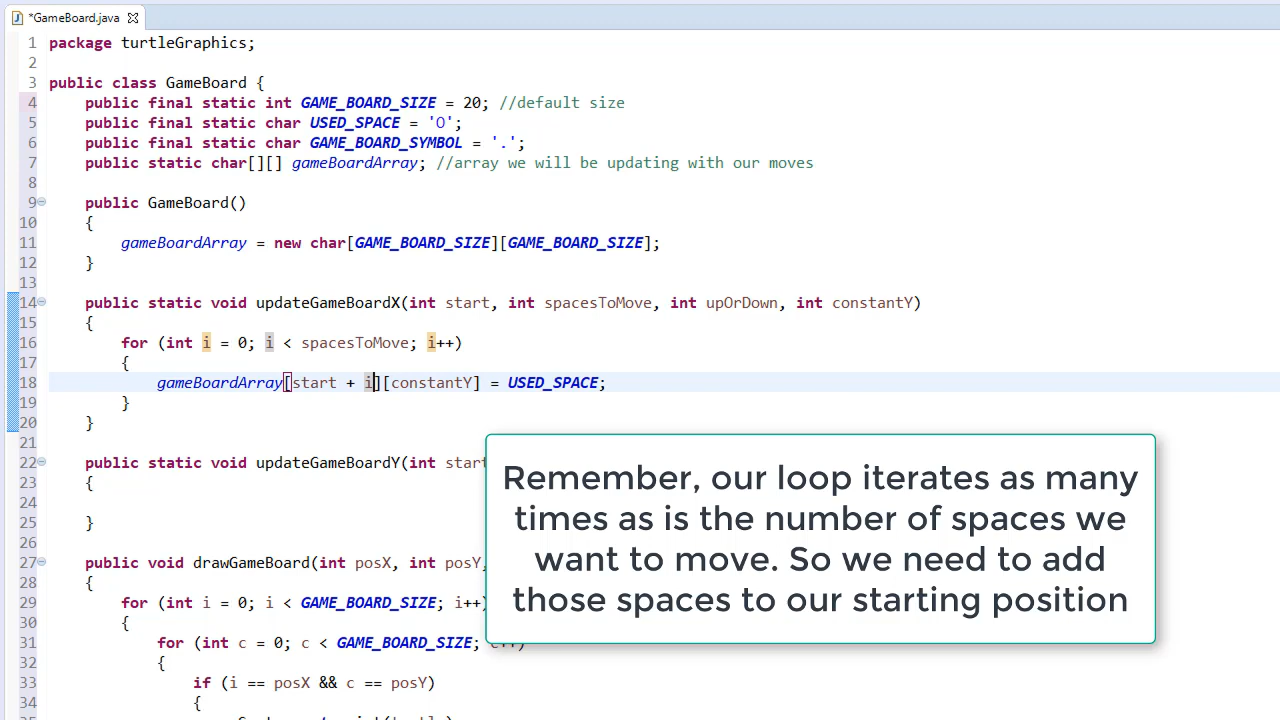 *GameBoard.java
1 package turtleGraphics;
2
3 public class GameBoard {
4 public final static int GAME_BOARD_SIZE = 20; //default size
5 public final static char USED_SPACE = 'O';
6 public final static char GAME_BOARD_SYMBOL = '.';
7 public static char[][] gameBoardArray; //array we will be updating with our moves
8
9 public GameBoard()
10 {
11 gameBoardArray = new char[GAME_BOARD_SIZE][GAME_BOARD_SIZE];
12 }
13
14 public static void updateGameBoardX(int start, int spacesToMove, int upOrDown, int constantY)
15 {
16 for (int i = 0; i < spacesToMove; i++)
17 {
18 gameBoardArray[start + i][constantY] = USED_SPACE;
19 }
20 }
21
22 public static void updateGameBoardY(int start
23 {
24
25 }
26
27 public void drawGameBoard(int posX, int posY,
28 {
29 for (int i = 0; i < GAME_BOARD_SIZE; i++)
30 {
31 for (int c = 0; c < GAME_BOARD_SIZE; c++)
32 {
33 if (i == posX && c == posY)
34 {
Remember, our loop iterates as many
times as is the number of spaces we
want to move. So we need to add
those spaces to our starting position